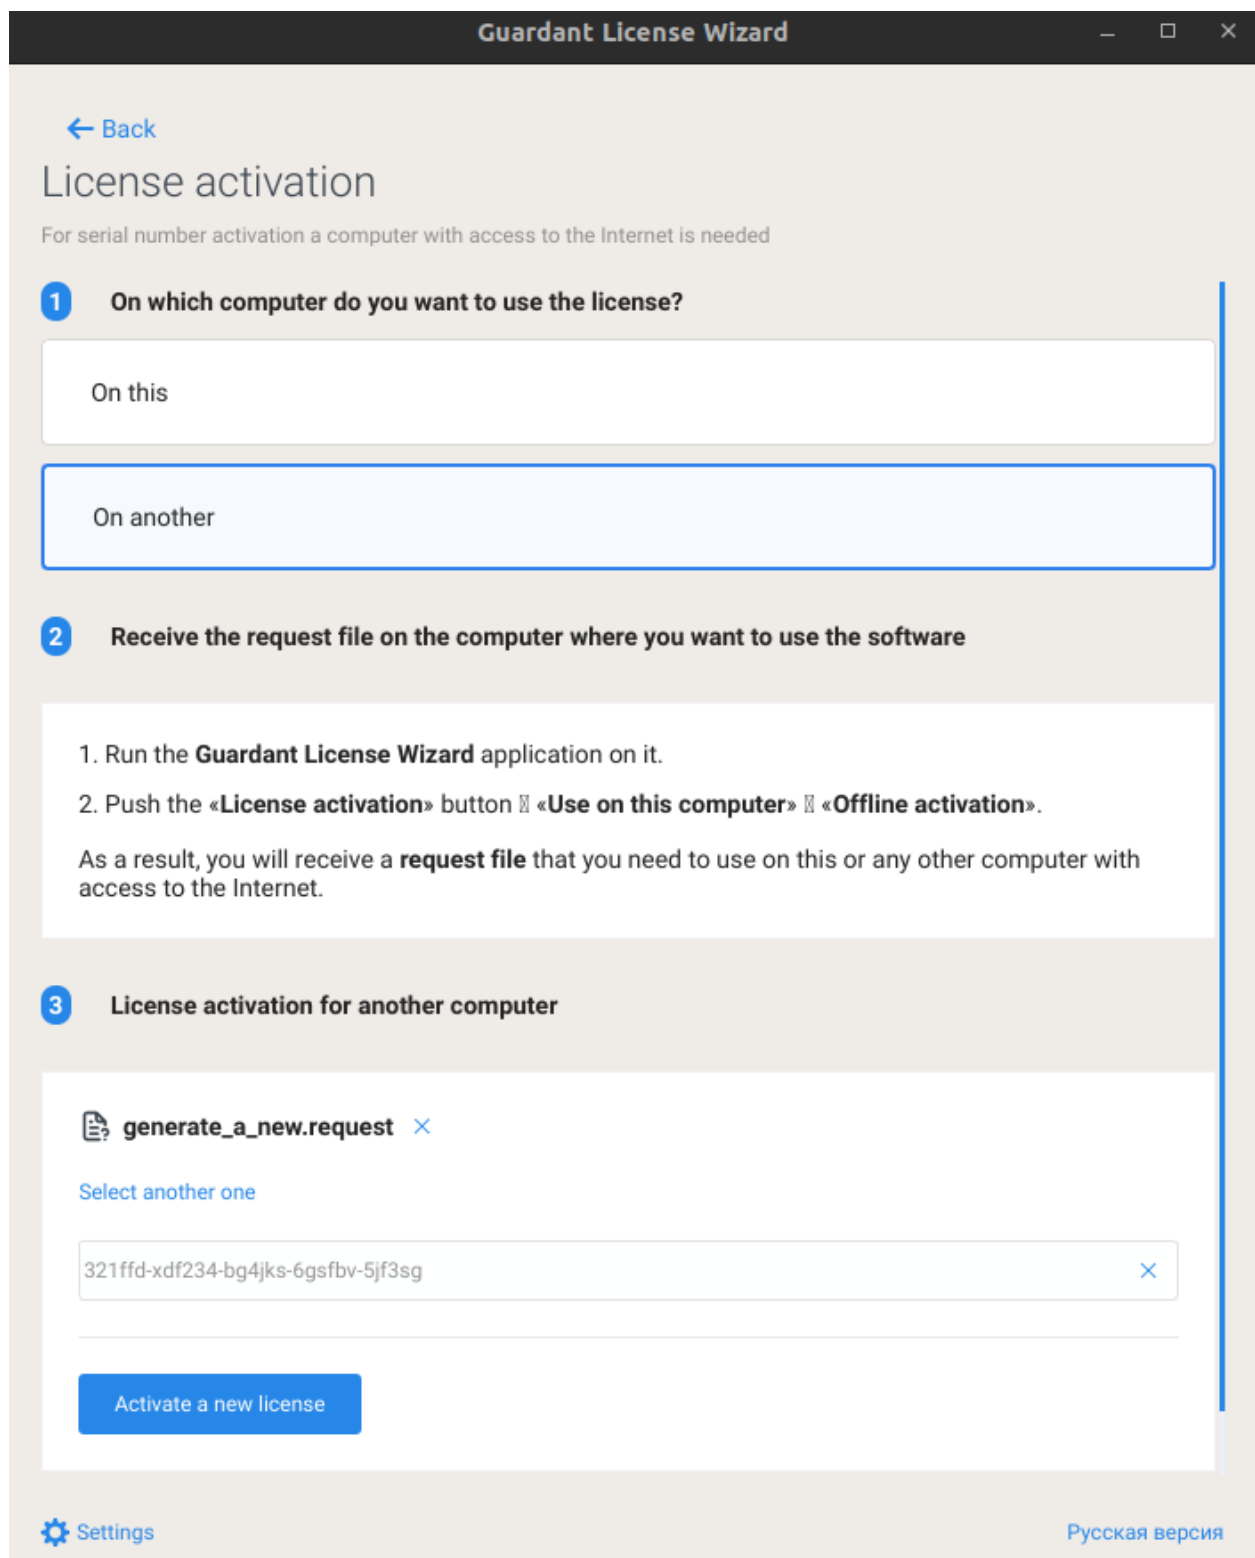 Guardant License Wizard
Back
License activation
For serial number activation a computer with access to the Internet is needed
1 On which computer do you want to use the license?
On this
On another
2 Receive the request file on the computer where you want to use the software
1. Run the Guardant License Wizard application on it.
2. Push the «License activation» button «Use on this computer» «Offline activation».
As a result, you will receive a request file that you need to use on this or any other computer with
access to the Internet.
3 License activation for another computer
generate_a_new.request
Select another one
321ffd-xdf234-bg4jks-6gsfbv-5jf3sg
Activate a new license
Settings
Русская версия